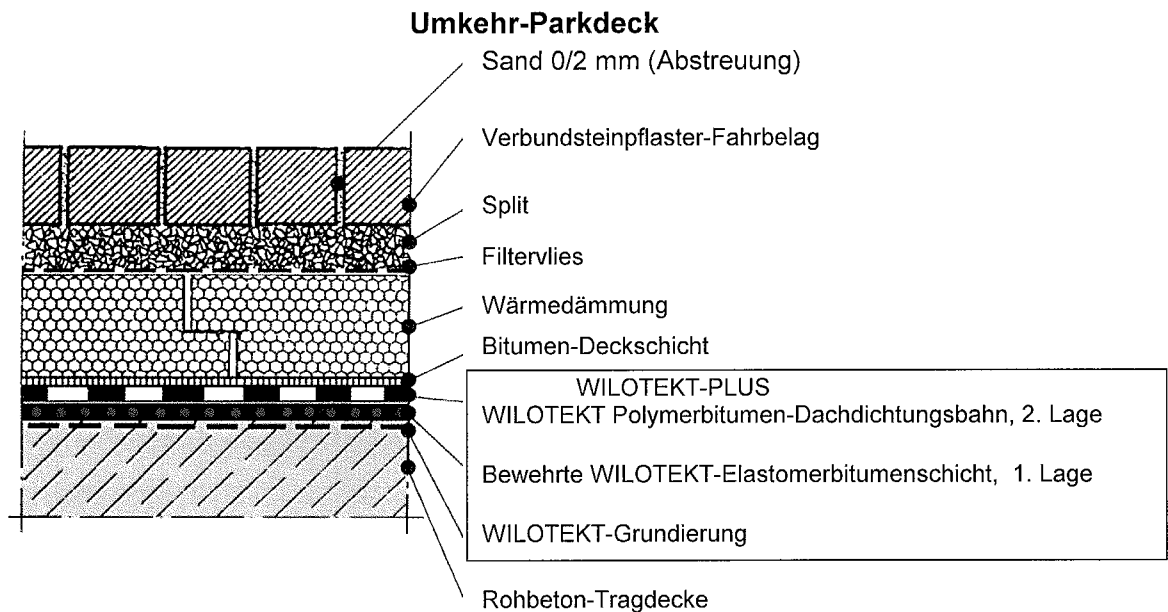 Umkehr-Parkdeck
Sand 0/2 mm (Abstreuung)
Verbundsteinpflaster-Fahrbelag
Split
Filtervlies
Wärmedämmung
Bitumen-Deckschicht
WILOTEKT-PLUS
WILOTEKT Polymerbitumen-Dachdichtungsbahn, 2. Lage
Bewehrte WILOTEKT-Elastomerbitumenschicht, 1. Lage
WILOTEKT-Grundierung
Rohbeton-Tragdecke